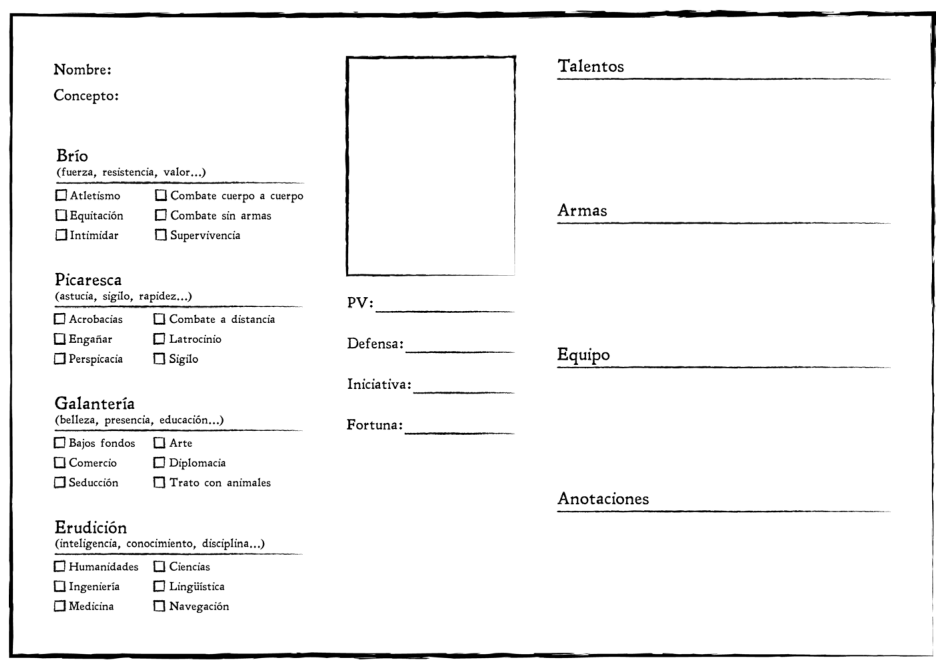 Nombre:
Concepto:
Brío
(fuerza, resistencia, valor...)
Atletismo
Combate cuerpo a cuerpo
Equitación
Combate sin armas
Intimidar
Supervivencia
Picaresca
(astucia, sigilo, rapidez...)
Acrobacias
Combate a distancia
Engañar
Latrocinio
Perspicacia
Sigilo
Galantería
(belleza, presencia, educación...)
Bajos fondos
Arte
Comercio
Diplomacia
Seducción
Trato con animales
Erudición
(inteligencia, conocimiento, disciplina...)
Humanidades
Ciencias
Ingeniería
Lingüística
Medicina
Navegación
PV:
Defensa:
Iniciativa:
Fortuna:
Talentos
Armas
Equipo
Anotaciones